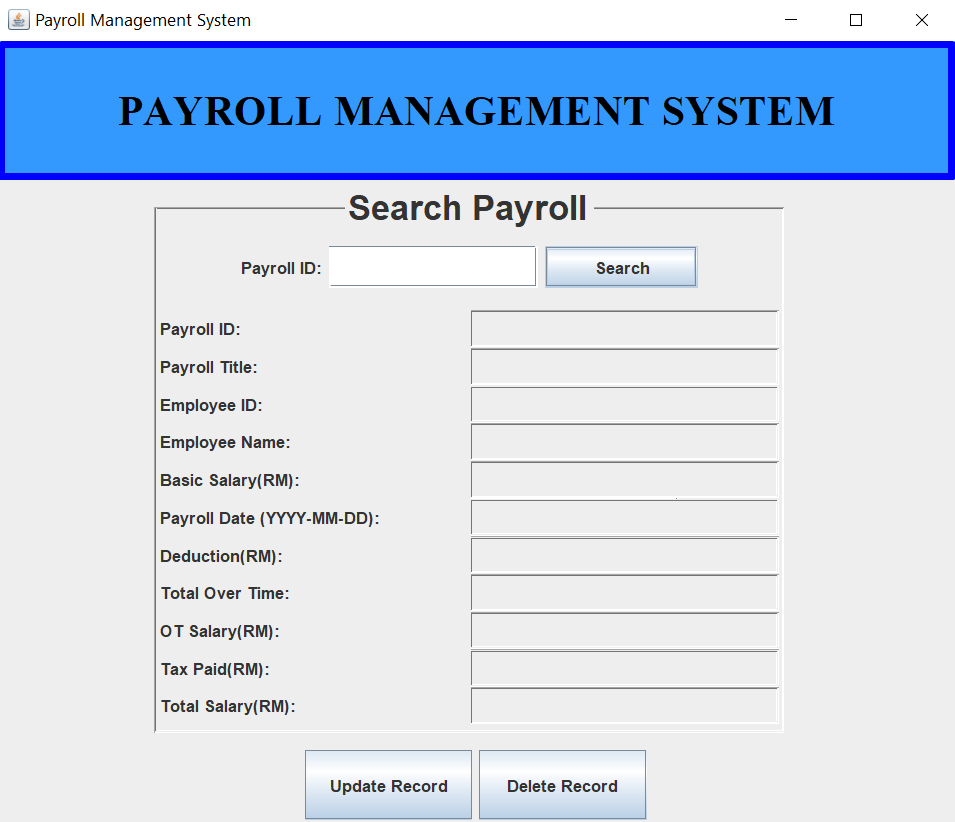 Payroll Management System
PAYROLL MANAGEMENT SYSTEM
Search Payroll
Payroll ID: Search
Payroll ID:
Payroll Title:
Employee ID:
Employee Name:
Basic Salary(RM):
Payroll Date (YYYY-MM-DD):
Deduction(RM):
Total Over Time:
OT Salary(RM):
Tax Paid(RM):
Total Salary(RM):
Update Record Delete Record